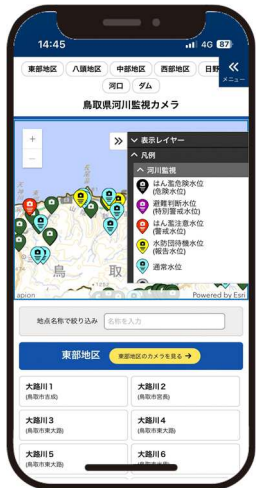 14:45
4G 87
東部地区 八頭地区 中部地区 西部地区 日野
メニュー
河口 ダム
鳥取県河川監視カメラ
表示レイヤー
凡例
河川監視
はん濫危険水位
(危険水位)
避難判断水位
(特別警戒水位)
はん濫注意水位
(警戒水位)
水防団待機水位
(報告水位)
通常水位
鳥 取
Powered by Esri
地点名称で絞り込み 名称を入力
東部地区 東部地区のカメラを見る →
大路川1 大路川2
(鳥取市吉成) (鳥取市宮長)
大路川3 大路川4
(鳥取市東大路) (鳥取市東大路)
大路川5 大路川6
(鳥取市東大路)